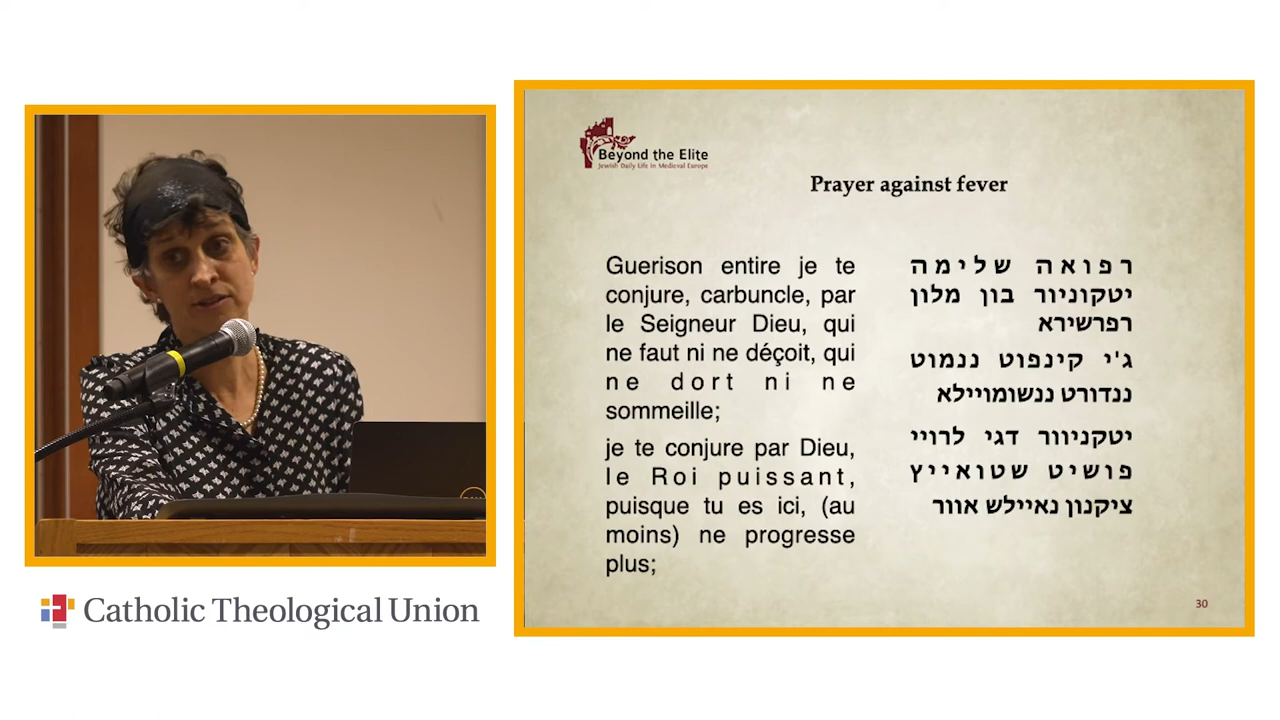 Beyond the Elite
Jewish Daily Life in Medieval Europe
Prayer against fever
Guerison entire je te
conjure, carbuncle, par
le Seigneur Dieu, qui
ne faut ni ne déçoit, qui
ne dort ni ne
sommeille;
je te conjure par Dieu,
le Roi puissant,
puisque tu es ici, (au
moins) ne progresse
plus;
רפואה שלימה
יטקוניור בון מלון
רפרשירא
ג'י קינפוט ננמוט
ננדורט ננשומויילא
יטקניוור דגי לרויי
פושיט שטואייץ
ציקנון נאיילש אוור
30
Catholic Theological Union